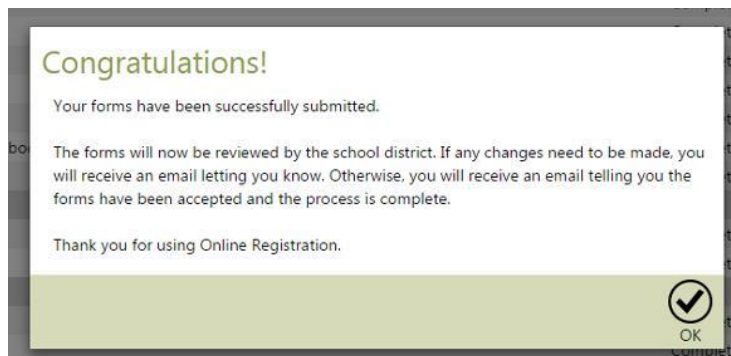 Congratulations!
Your forms have been successfully submitted.
The forms will now be reviewed by the school district. If any changes need to be made, you
will receive an email letting you know. Otherwise, you will receive an email telling you the
forms have been accepted and the process is complete.
Thank you for using Online Registration.
OK